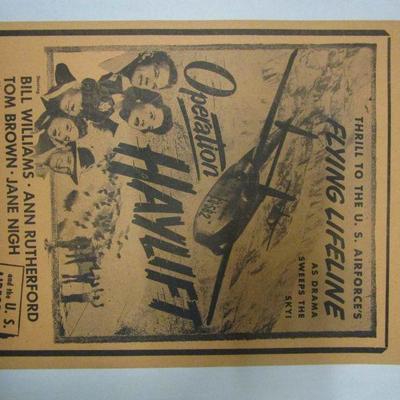 THRILL TO THE U. S. AIRFORCE'S
FLYING LIFELINE
AS DRAMA
SWEEPS THE
SKY!
Operation
HAYLIFT
Starring
BILL WILLIAMS · ANN RUTHERFORD
TOM BROWN · JANE NIGH
and the U. S.